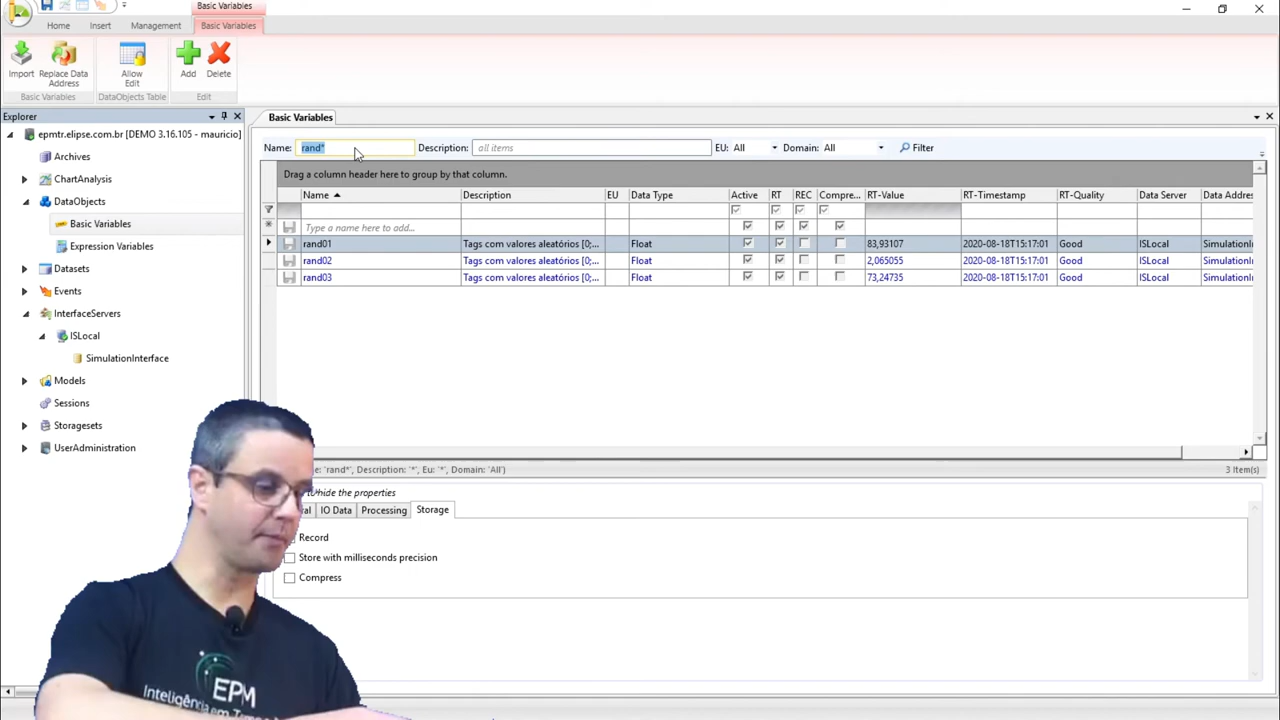 Basic Variables
Home Insert Management Basic Variables
Import Replace Data Address Allow Edit Add Delete
Basic Variables DataObjects Table Edit
Explorer
epmtr.elipse.com.br [DEMO 3.16.105 - mauricio]
Archives
ChartAnalysis
DataObjects
Basic Variables
Expression Variables
Datasets
Events
InterfaceServers
ISLocal
SimulationInterface
Models
Sessions
Storagesets
UserAdministration
Basic Variables
Name: rand* Description: all items EU: All Domain: All Filter
Drag a column header here to group by that column.
Name Description EU Data Type Active RT REC Compre... RT-Value RT-Timestamp RT-Quality Data Server Data Addres
Type a name here to add...
rand01 Tags com valores aleatórios [0;... Float 83,93107 2020-08-18T15:17:01 Good ISLocal SimulationIn
rand02 Tags com valores aleatórios [0;... Float 2,065055 2020-08-18T15:17:01 Good ISLocal SimulationIn
rand03 Tags com valores aleatórios [0;... Float 73,24735 2020-08-18T15:17:01 Good ISLocal SimulationIn
'rand*', Description: '*', Eu: '*', Domain: 'All') 3 Item(s)
hide the properties
IO Data Processing Storage
Record
Store with milliseconds precision
Compress
EPM
Inteligência em